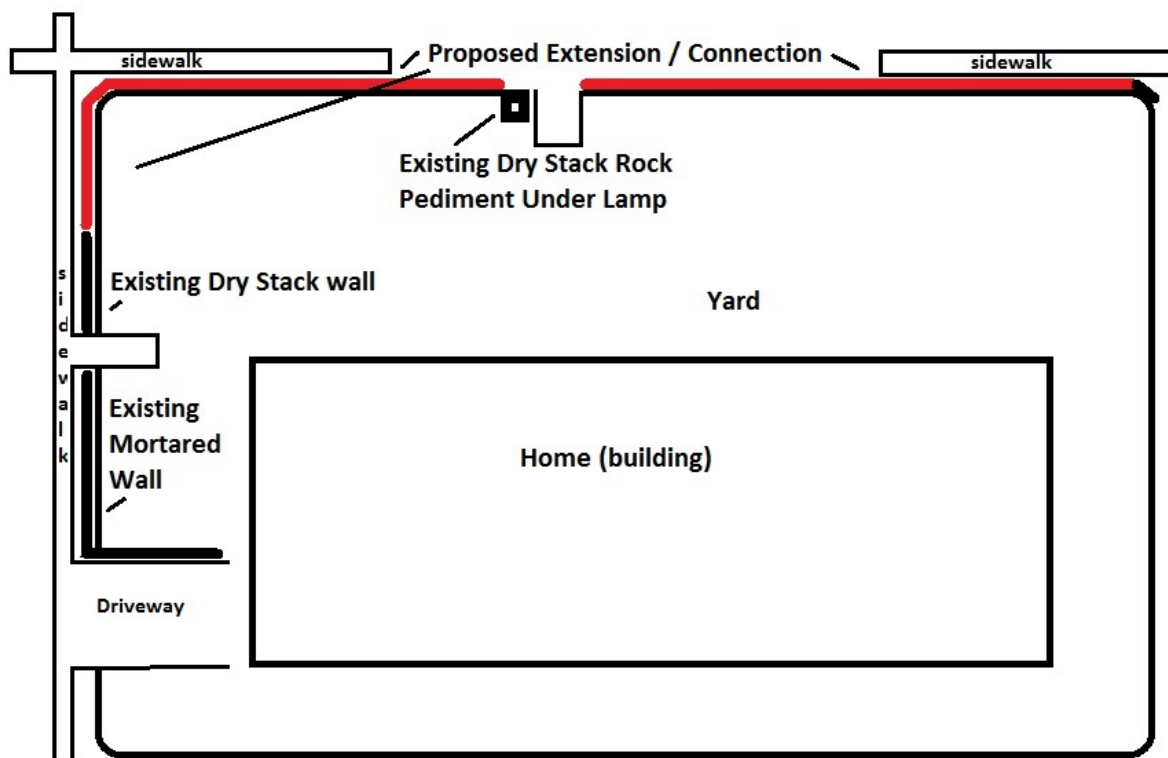 sidewalk
Proposed Extension / Connection
sidewalk
Existing Dry Stack Rock
Pediment Under Lamp
sidewalk
Existing Dry Stack wall
Yard
Existing
Mortared
Wall
Home (building)
Driveway